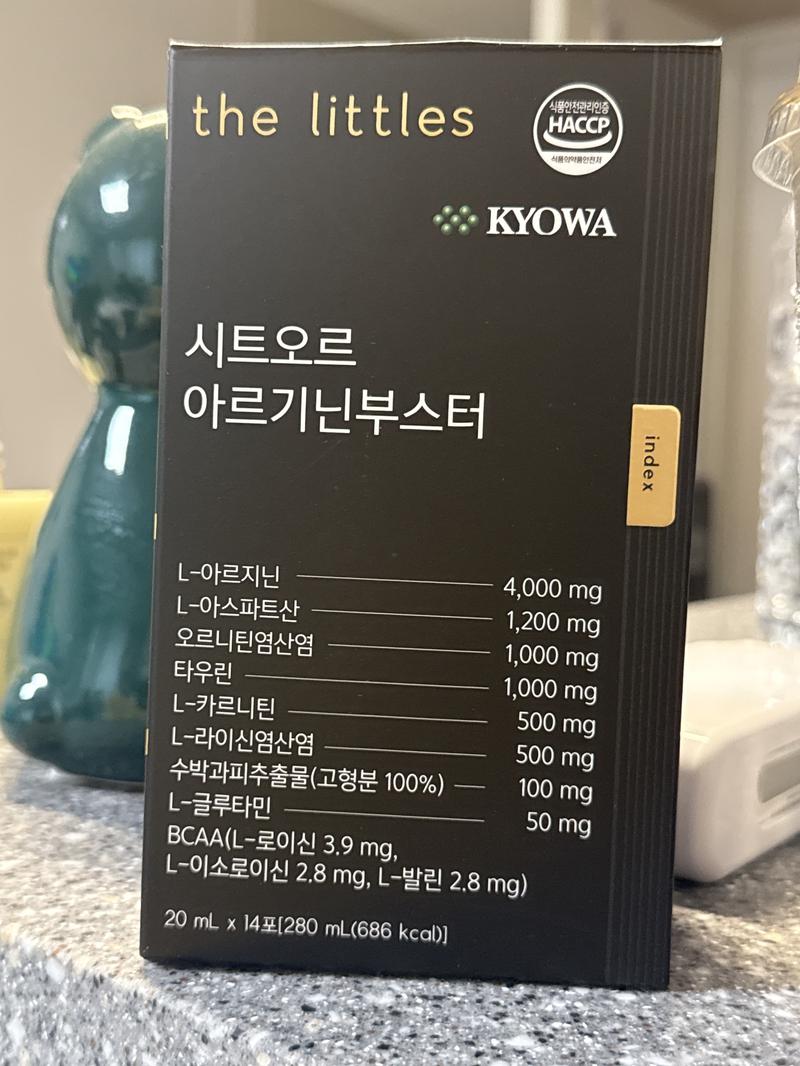 the littles
식품안전관리인증
HACCP
식품의약품안전처
KYOWA
시트오르
아르기닌부스터
index
L-아르지닌 4,000 mg
L-아스파트산 1,200 mg
오르니틴염산염 1,000 mg
타우린 1,000 mg
L-카르니틴 500 mg
L-라이신염산염 500 mg
수박과피추출물(고형분 100%) 100 mg
L-글루타민 50 mg
BCAA(L-로이신 3.9 mg,
L-이소로이신 2.8 mg, L-발린 2.8 mg)
20 mL x 14포[280 mL(686 kcal)]